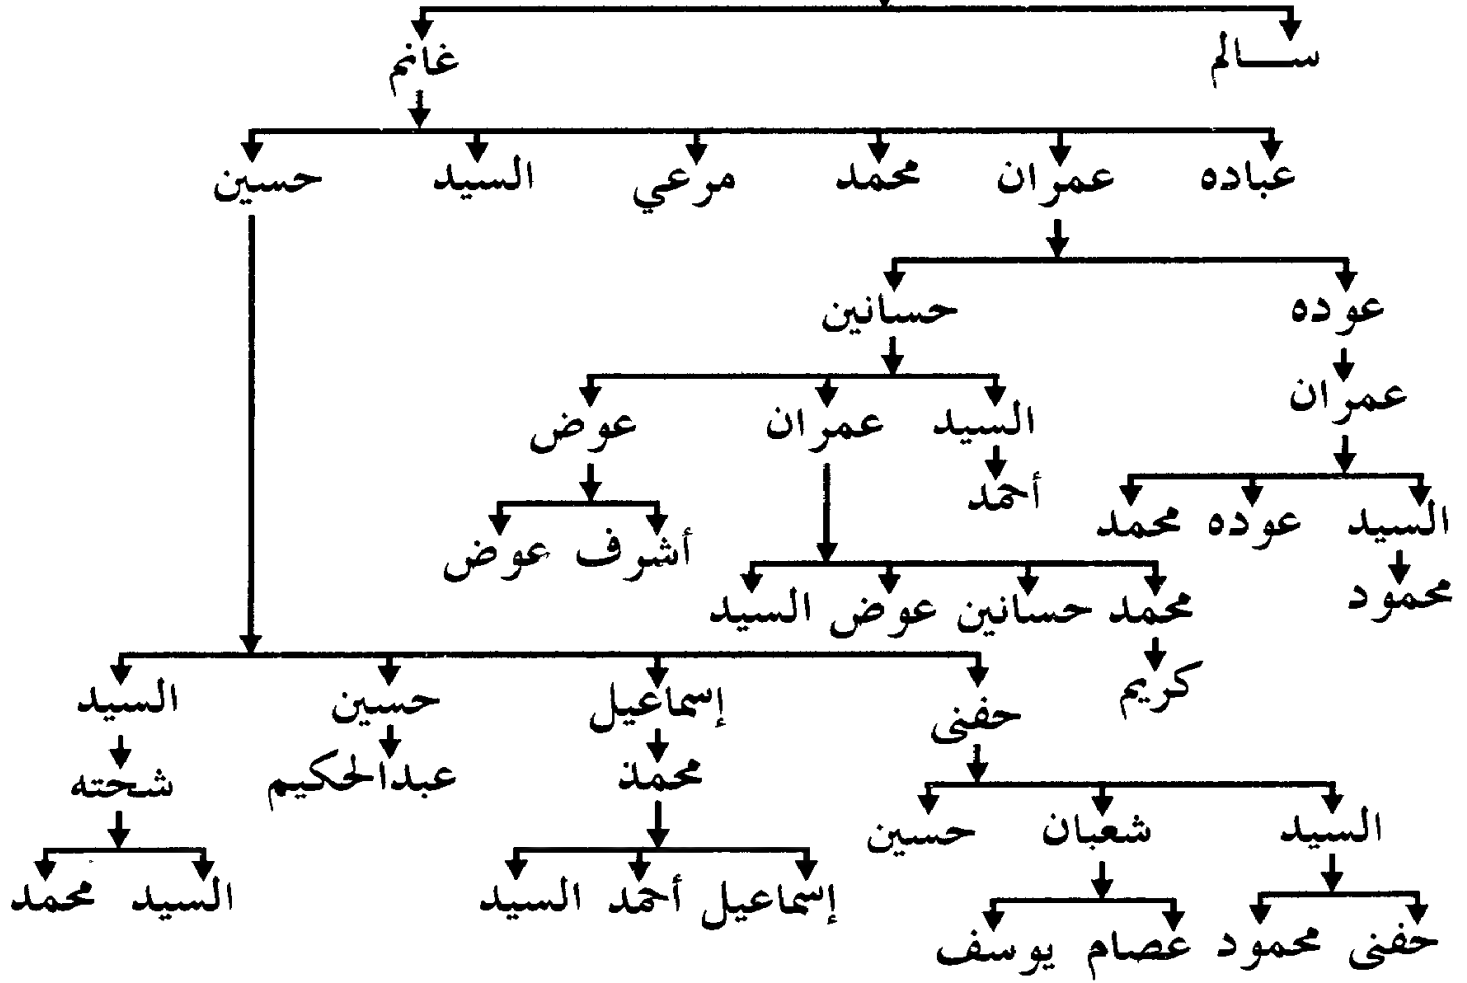 سالم غانم
عباده عمران محمد مرعي السيد حسين
عوده حسانين
عمران
السيد عمران عوض
أحمد
السيد عوده محمد
أشرف عوض
محمود
محمد حسانين عوض السيد
كريم
حفنى إسماعيل حسين السيد
محمد عبدالحكيم شحته
السيد شعبان حسين
إسماعيل أحمد السيد
السيد محمد
حفنى محمود عصام يوسف